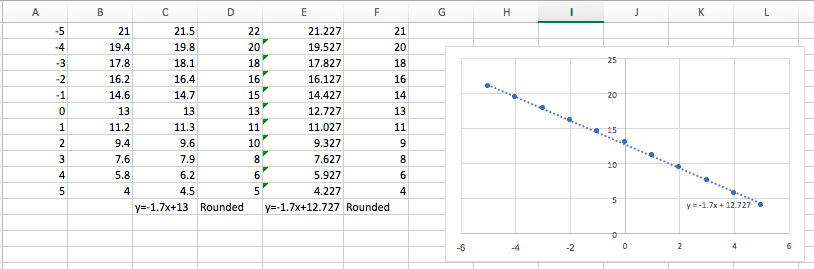 A B C D E F G H I J K L
-5 21 21.5 22 21.227 21
-4 19.4 19.8 20 19.527 20
-3 17.8 18.1 18 17.827 18
-2 16.2 16.4 16 16.127 16
-1 14.6 14.7 15 14.427 14
0 13 13 13 12.727 13
1 11.2 11.3 11 11.027 11
2 9.4 9.6 10 9.327 9
3 7.6 7.9 8 7.627 8
4 5.8 6.2 6 5.927 6
5 4 4.5 5 4.227 4
y=-1.7x+13 Rounded y=-1.7x+12.727 Rounded
25
20
15
10
5
0
y = -1.7x + 12.727
-6 -4 -2 0 2 4 6